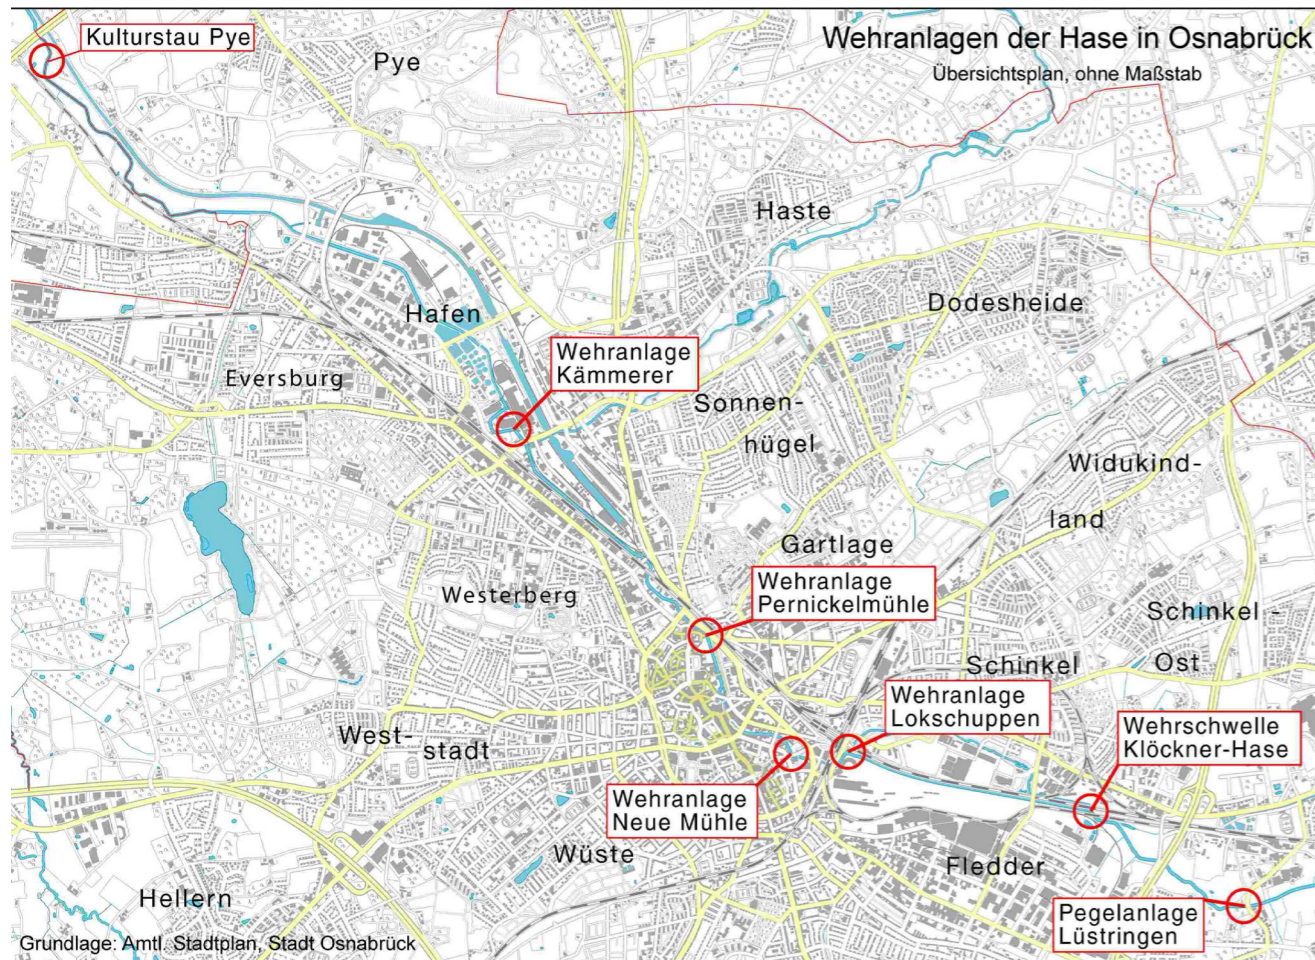 Wehranlagen der Hase in Osnabrück
Übersichtsplan, ohne Maßstab
Kulturstau Pye
Pye
Haste
Dodesheide
Hafen
Wehranlage
Kämmerer
Eversburg
Sonnen-
hügel
Widukind-
land
Gartlage
Wehranlage
Pernickelmühle
Westerberg
Schinkel -
Ost
Schinkel
Wehranlage
Lokschuppen
Wehrschwelle
Klöckner-Hase
West-
stadt
Wehranlage
Neue Mühle
Wüste
Fledder
Hellern
Pegelanlage
Lüstringen
Grundlage: Amtl. Stadtplan, Stadt Osnabrück